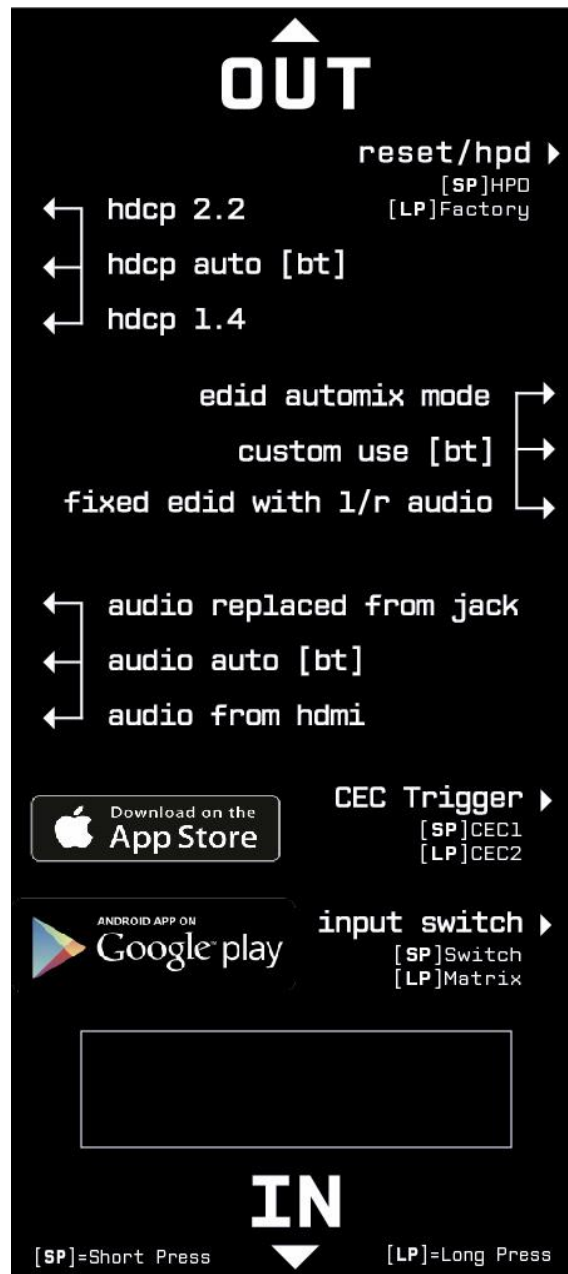 OUT
reset/hpd
[SP]HPD
[LP]Factory
hdcp 2.2
hdcp auto [bt]
hdcp 1.4
edid automix mode
custom use [bt]
fixed edid with l/r audio
audio replaced from jack
audio auto [bt]
audio from hdmi
Download on the
App Store
CEC Trigger
[SP]CEC1
[LP]CEC2
ANDROID APP ON
Google play
input switch
[SP]Switch
[LP]Matrix
IN
[SP]=Short Press
[LP]=Long Press